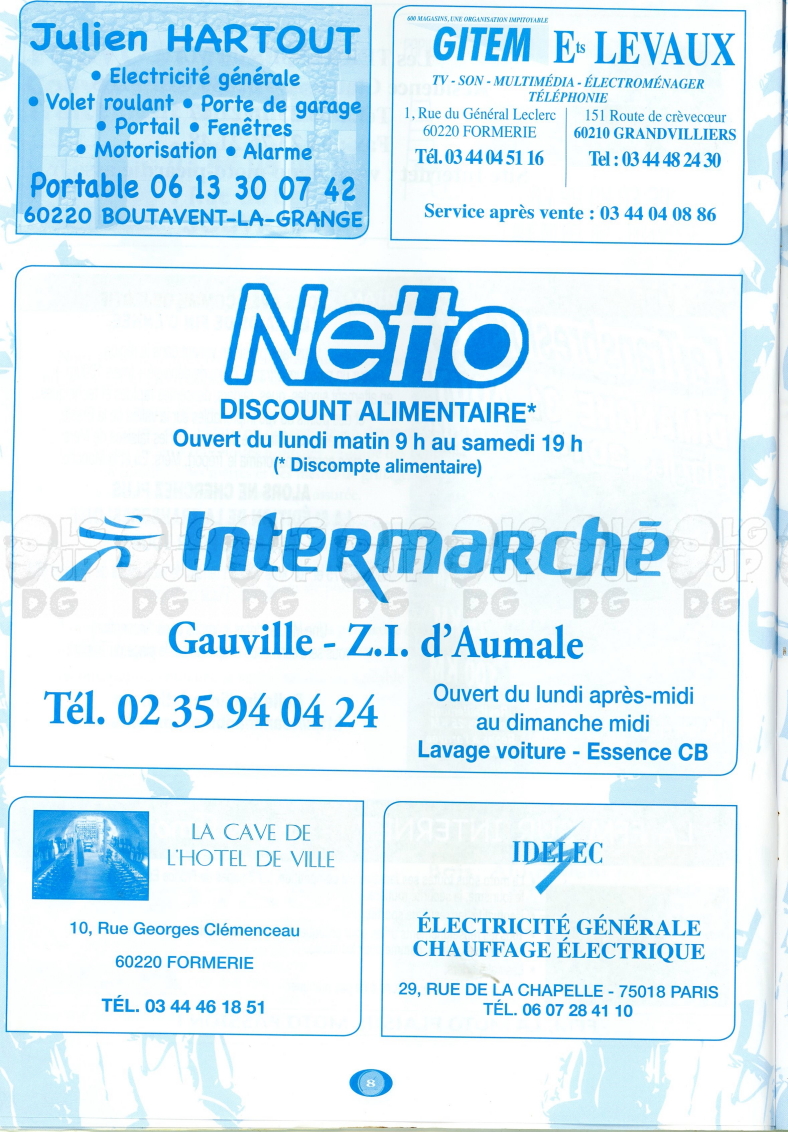 Julien HARTOUT
• Electricité générale
• Volet roulant • Porte de garage
• Portail • Fenêtres
• Motorisation • Alarme
Portable 06 13 30 07 42
60220 BOUTAVENT-LA-GRANGE
600 MAGASINS, UNE ORGANISATION IMPITOYABLE
GITEM Ets LEVAUX
TV - SON - MULTIMÉDIA - ÉLECTROMÉNAGER
TÉLÉPHONIE
1, Rue du Général Leclerc
60220 FORMERIE
Tél. 03 44 04 51 16
151 Route de crèvecœur
60210 GRANDVILLIERS
Tel : 03 44 48 24 30
Service après vente : 03 44 04 08 86
Netto
DISCOUNT ALIMENTAIRE*
Ouvert du lundi matin 9 h au samedi 19 h
(* Discompte alimentaire)
Intermarchē
Gauville - Z.I. d'Aumale
Tél. 02 35 94 04 24
Ouvert du lundi après-midi
au dimanche midi
Lavage voiture - Essence CB
LA CAVE DE
L'HOTEL DE VILLE
10, Rue Georges Clémenceau
60220 FORMERIE
TÉL. 03 44 46 18 51
IDELEC
ÉLECTRICITÉ GÉNÉRALE
CHAUFFAGE ÉLECTRIQUE
29, RUE DE LA CHAPELLE - 75018 PARIS
TÉL. 06 07 28 41 10
8